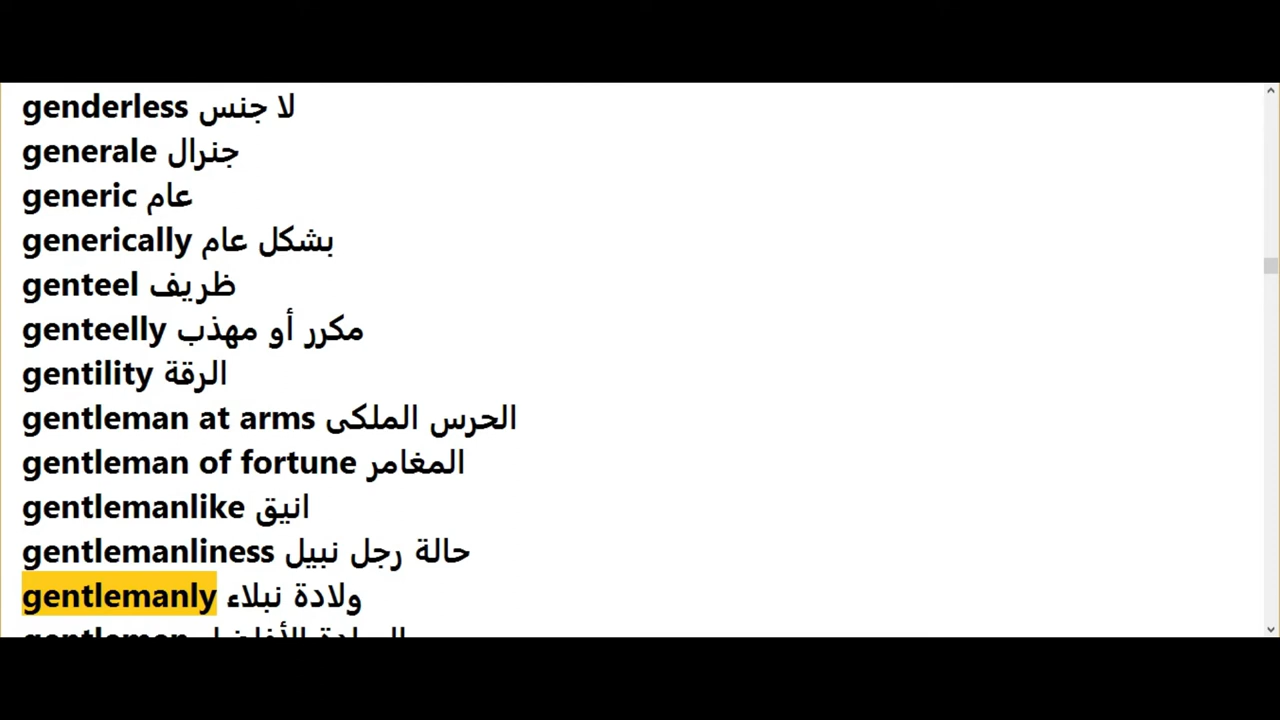 genderless لا جنس
generale جنرال
generic عام
generically بشكل عام
genteel ظريف
genteelly مكرر أو مهذب
gentility الرقة
gentleman at arms الحرس الملكى
gentleman of fortune المغامر
gentlemanlike انيق
gentlemanliness حالة رجل نبيل
gentlemanly ولادة نبلاء